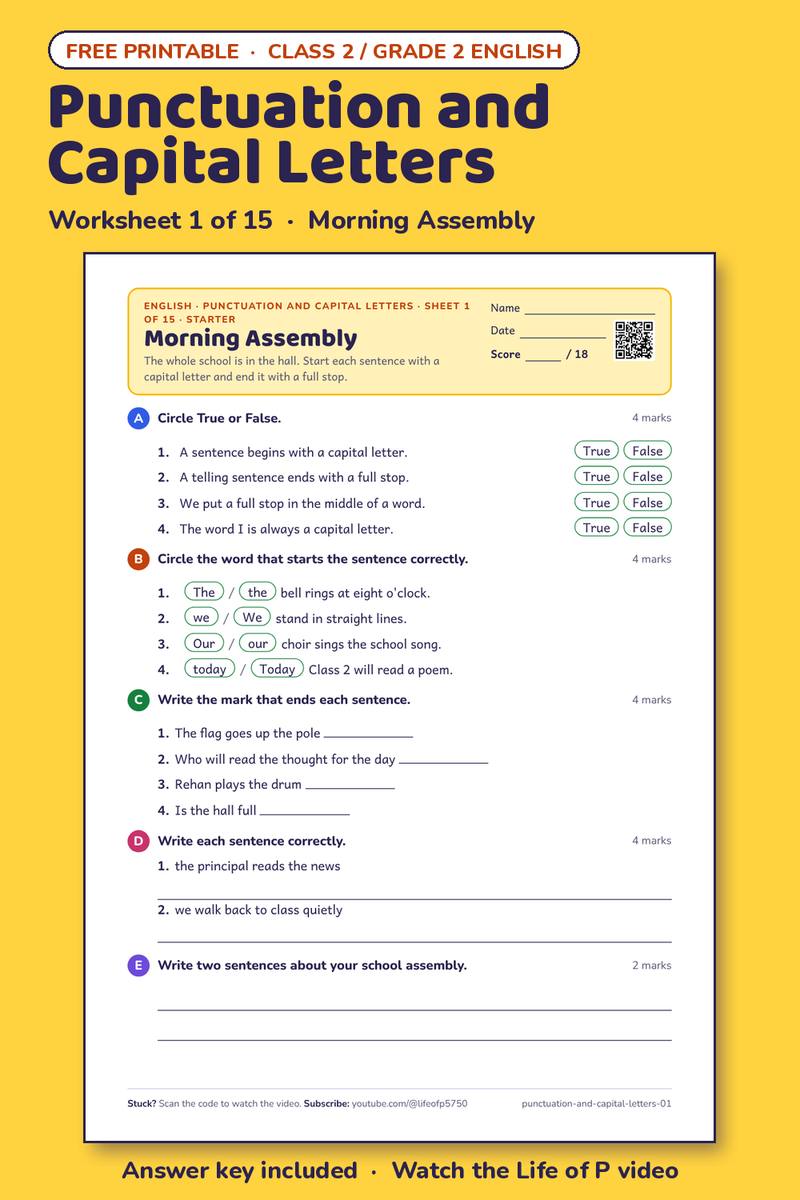 FREE PRINTABLE · CLASS 2 / GRADE 2 ENGLISH
Punctuation and
Capital Letters
Worksheet 1 of 15 · Morning Assembly
ENGLISH · PUNCTUATION AND CAPITAL LETTERS · SHEET 1
OF 15 · STARTER
Morning Assembly
The whole school is in the hall. Start each sentence with a
capital letter and end it with a full stop.
Name
Date
Score / 18
A Circle True or False. 4 marks
1. A sentence begins with a capital letter. True False
2. A telling sentence ends with a full stop. True False
3. We put a full stop in the middle of a word. True False
4. The word I is always a capital letter. True False
B Circle the word that starts the sentence correctly. 4 marks
1. The / the bell rings at eight o'clock.
2. we / We stand in straight lines.
3. Our / our choir sings the school song.
4. today / Today Class 2 will read a poem.
C Write the mark that ends each sentence. 4 marks
1. The flag goes up the pole
2. Who will read the thought for the day
3. Rehan plays the drum
4. Is the hall full
D Write each sentence correctly. 4 marks
1. the principal reads the news
2. we walk back to class quietly
E Write two sentences about your school assembly. 2 marks
Stuck? Scan the code to watch the video. Subscribe: youtube.com/@lifeofp5750 punctuation-and-capital-letters-01
Answer key included · Watch the Life of P video